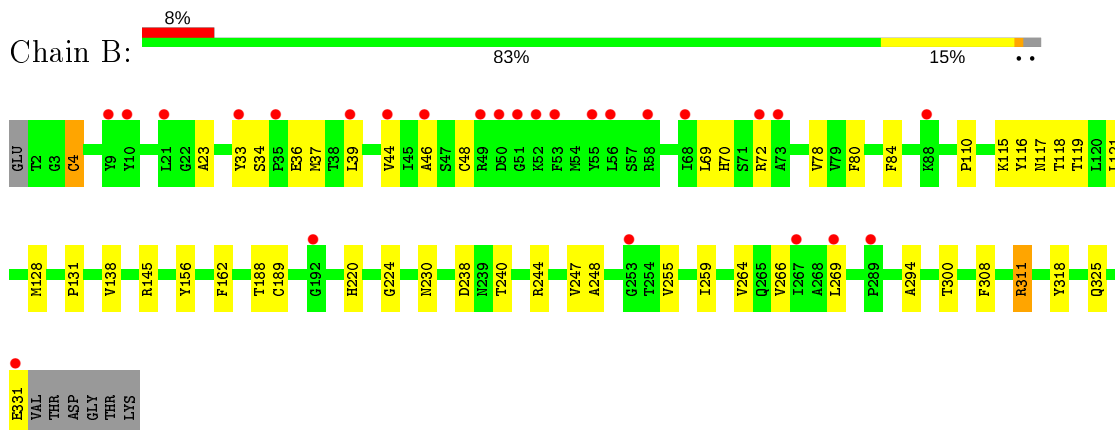 8%
Chain B:
83% 15% • •
GLU T2 G3 C4 Y9 Y10 L21 G22 A23 Y33 S34 P35 E36 M37 T38 L39 V44 I45 A46 S47 C48 R49 D50 G51 K52 F53 M54 Y55 L56 S57 R58 I68 L69 H70 S71 R72 A73 V78 V79 F80 F84 K88 P110 K115 Y116 N117 T118 T119 L120 L121
M128 P131 V138 R145 Y156 F162 T188 C189 G192 H220 G224 N230 D238 N239 T240 R244 V247 A248 G253 T254 V255 I259 V264 Q265 V266 I267 A268 L269 P289 A294 T300 F308 R311 Y318 Q325
E331 VAL THR ASP GLY THR LYS